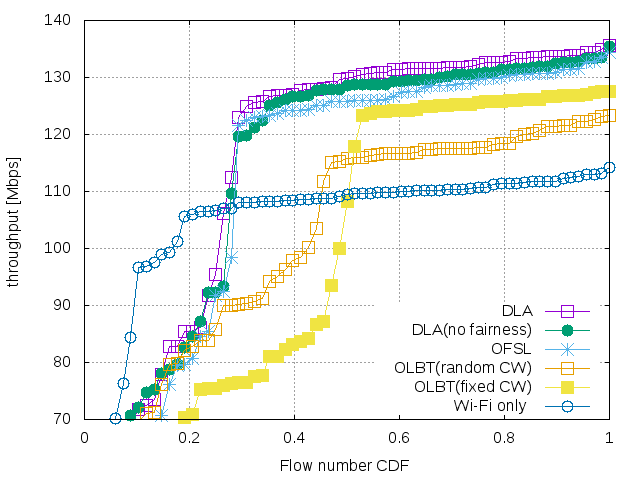 140
130
120
110
100
90
80
70
throughput [Mbps]
0
0.2
0.4
0.6
0.8
1
Flow number CDF
DLA
DLA(no fairness)
OFSL
OLBT(random CW)
OLBT(fixed CW)
Wi-Fi only